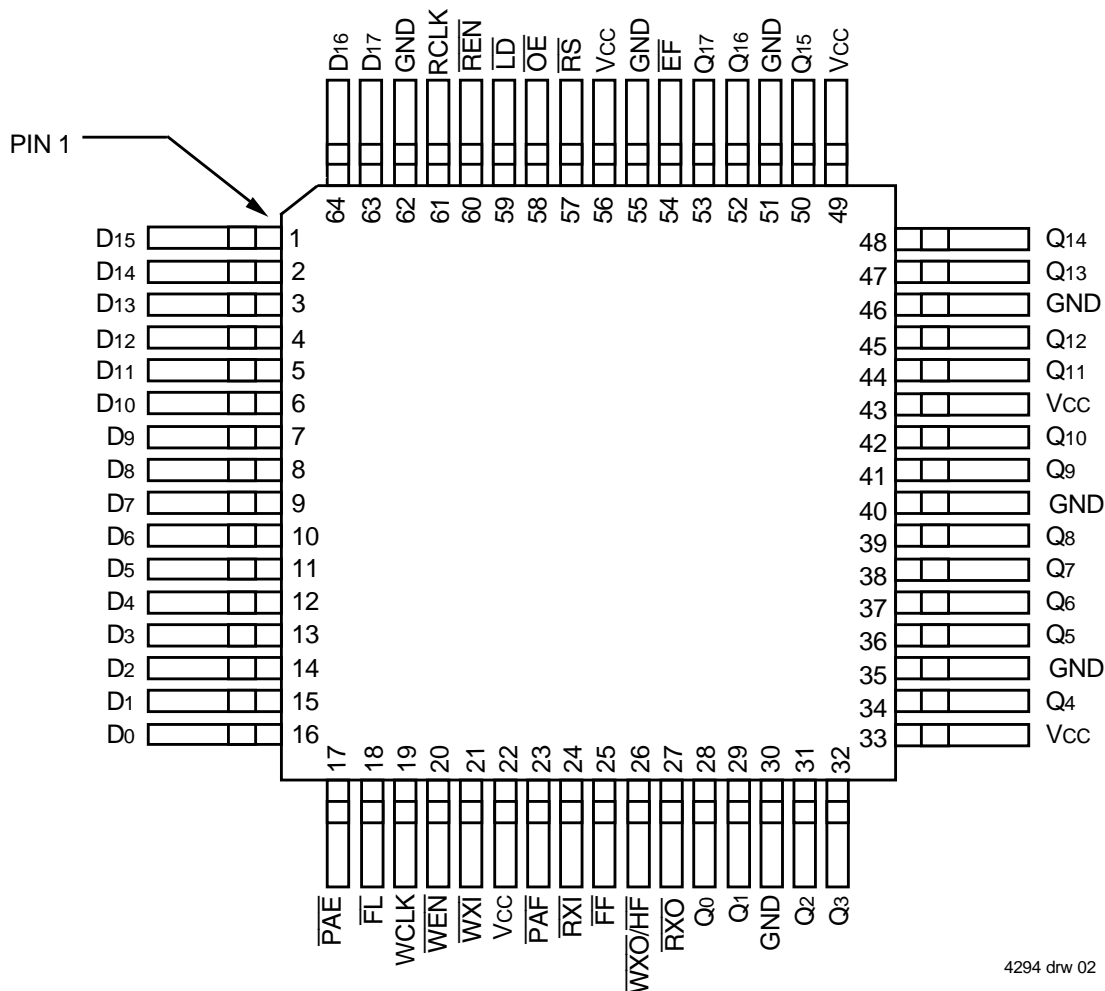 D16 D17 GND RCLK REN LD OE RS VCC GND EF Q17 Q16 GND Q15 VCC
PIN 1
64 63 62 61 60 59 58 57 56 55 54 53 52 51 50 49
D15 1 48 Q14
D14 2 47 Q13
D13 3 46 GND
D12 4 45 Q12
D11 5 44 Q11
D10 6 43 VCC
D9 7 42 Q10
D8 8 41 Q9
D7 9 40 GND
D6 10 39 Q8
D5 11 38 Q7
D4 12 37 Q6
D3 13 36 Q5
D2 14 35 GND
D1 15 34 Q4
D0 16 33 VCC
17 18 19 20 21 22 23 24 25 26 27 28 29 30 31 32
PAE FL WCLK WEN WXI VCC PAF RXI FF WXO/HF RXO Q0 Q1 GND Q2 Q3
4294 drw 02